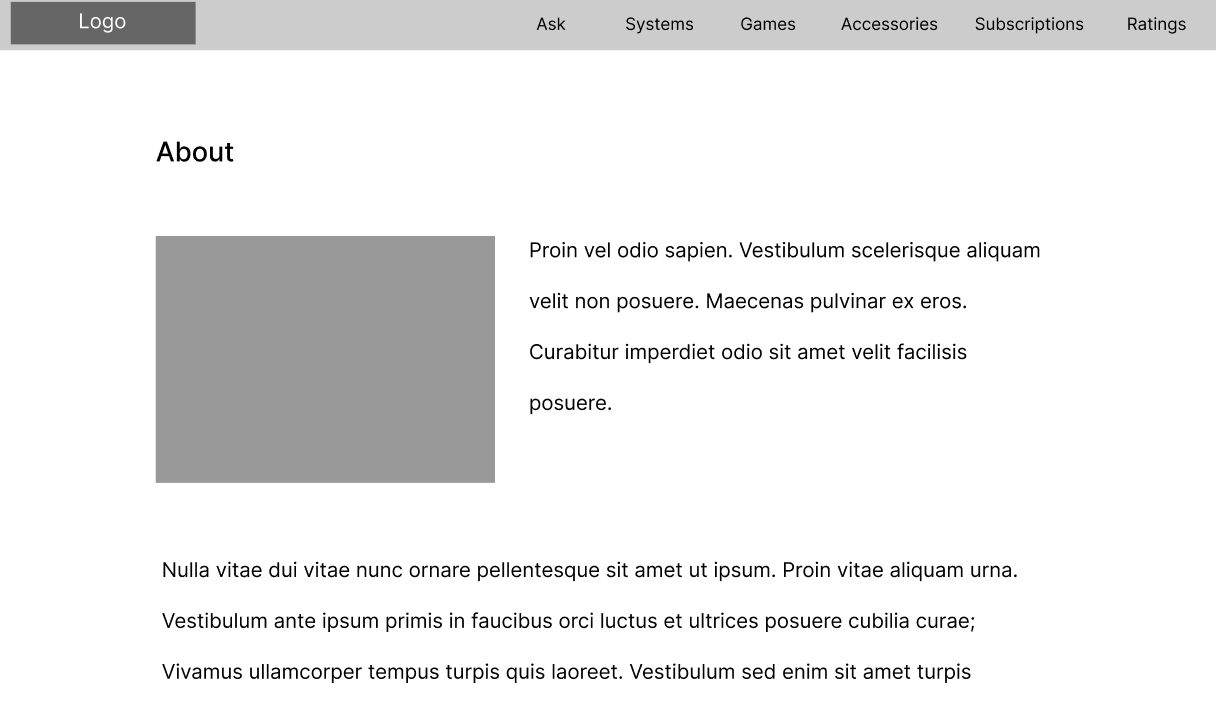 Logo
Ask Systems Games Accessories Subscriptions Ratings
About
Proin vel odio sapien. Vestibulum scelerisque aliquam
velit non posuere. Maecenas pulvinar ex eros.
Curabitur imperdiet odio sit amet velit facilisis
posuere.
Nulla vitae dui vitae nunc ornare pellentesque sit amet ut ipsum. Proin vitae aliquam urna.
Vestibulum ante ipsum primis in faucibus orci luctus et ultrices posuere cubilia curae;
Vivamus ullamcorper tempus turpis quis laoreet. Vestibulum sed enim sit amet turpis